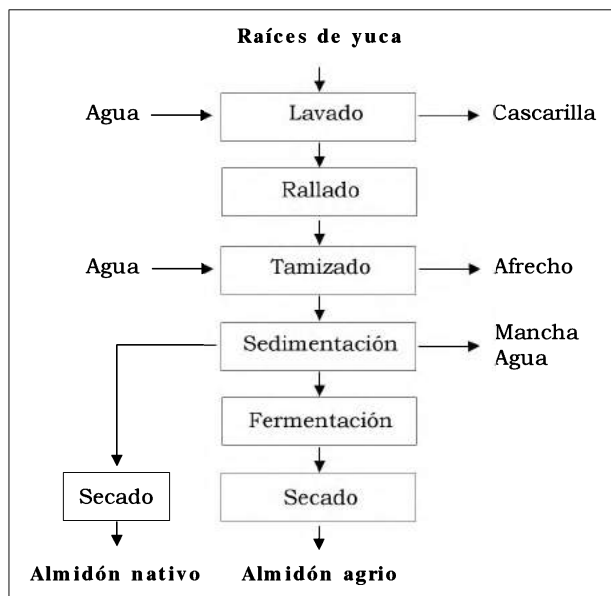 Raíces de yuca
Agua
Lavado
Cascarilla
Rallado
Agua
Tamizado
Afrecho
Sedimentación
Mancha
Agua
Fermentación
Secado
Secado
Almidón nativo
Almidón agrio